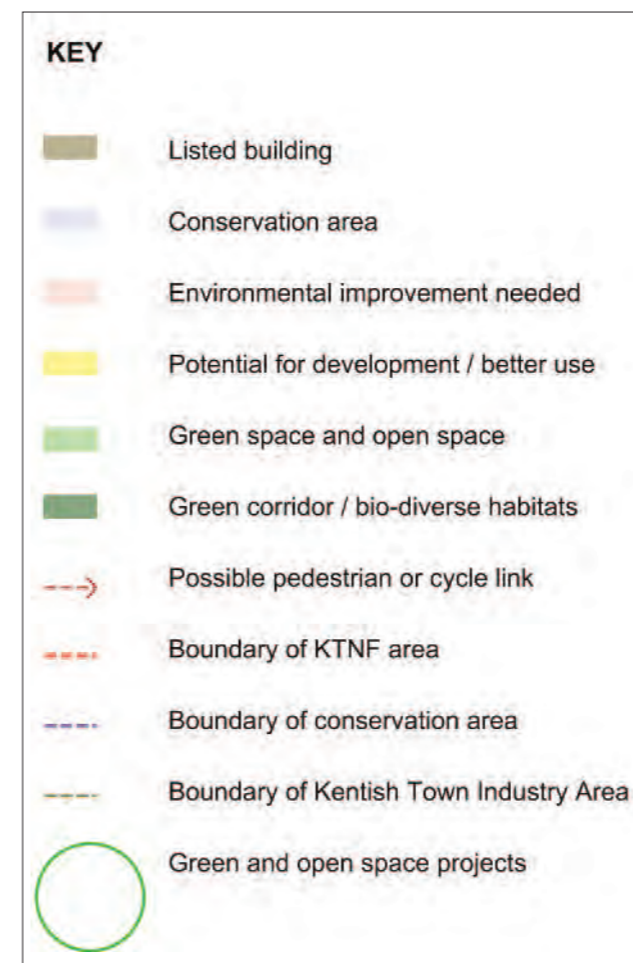 KEY
Listed building
Conservation area
Environmental improvement needed
Potential for development / better use
Green space and open space
Green corridor / bio-diverse habitats
Possible pedestrian or cycle link
Boundary of KTNF area
Boundary of conservation area
Boundary of Kentish Town Industry Area
Green and open space projects